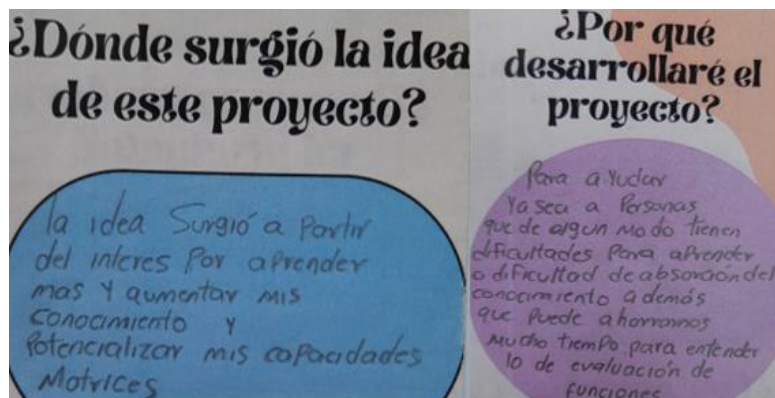 ¿Dónde surgió la idea
de este proyecto?
la idea Surgió a Partir
del interes Por aprender
mas Y aumentar mis
Conocimiento Y
Potencializar mis capacidades
Motrices
¿Por qué
desarrollaré el
proyecto?
Para ayudar
Ya sea a Personas
que de algun modo tienen
dificultades Para aprender
o dificultad de absorción del
conocimiento además
que Puede ahorrarnos
Mucho tiempo para entender
lo de evaluación de
funciones